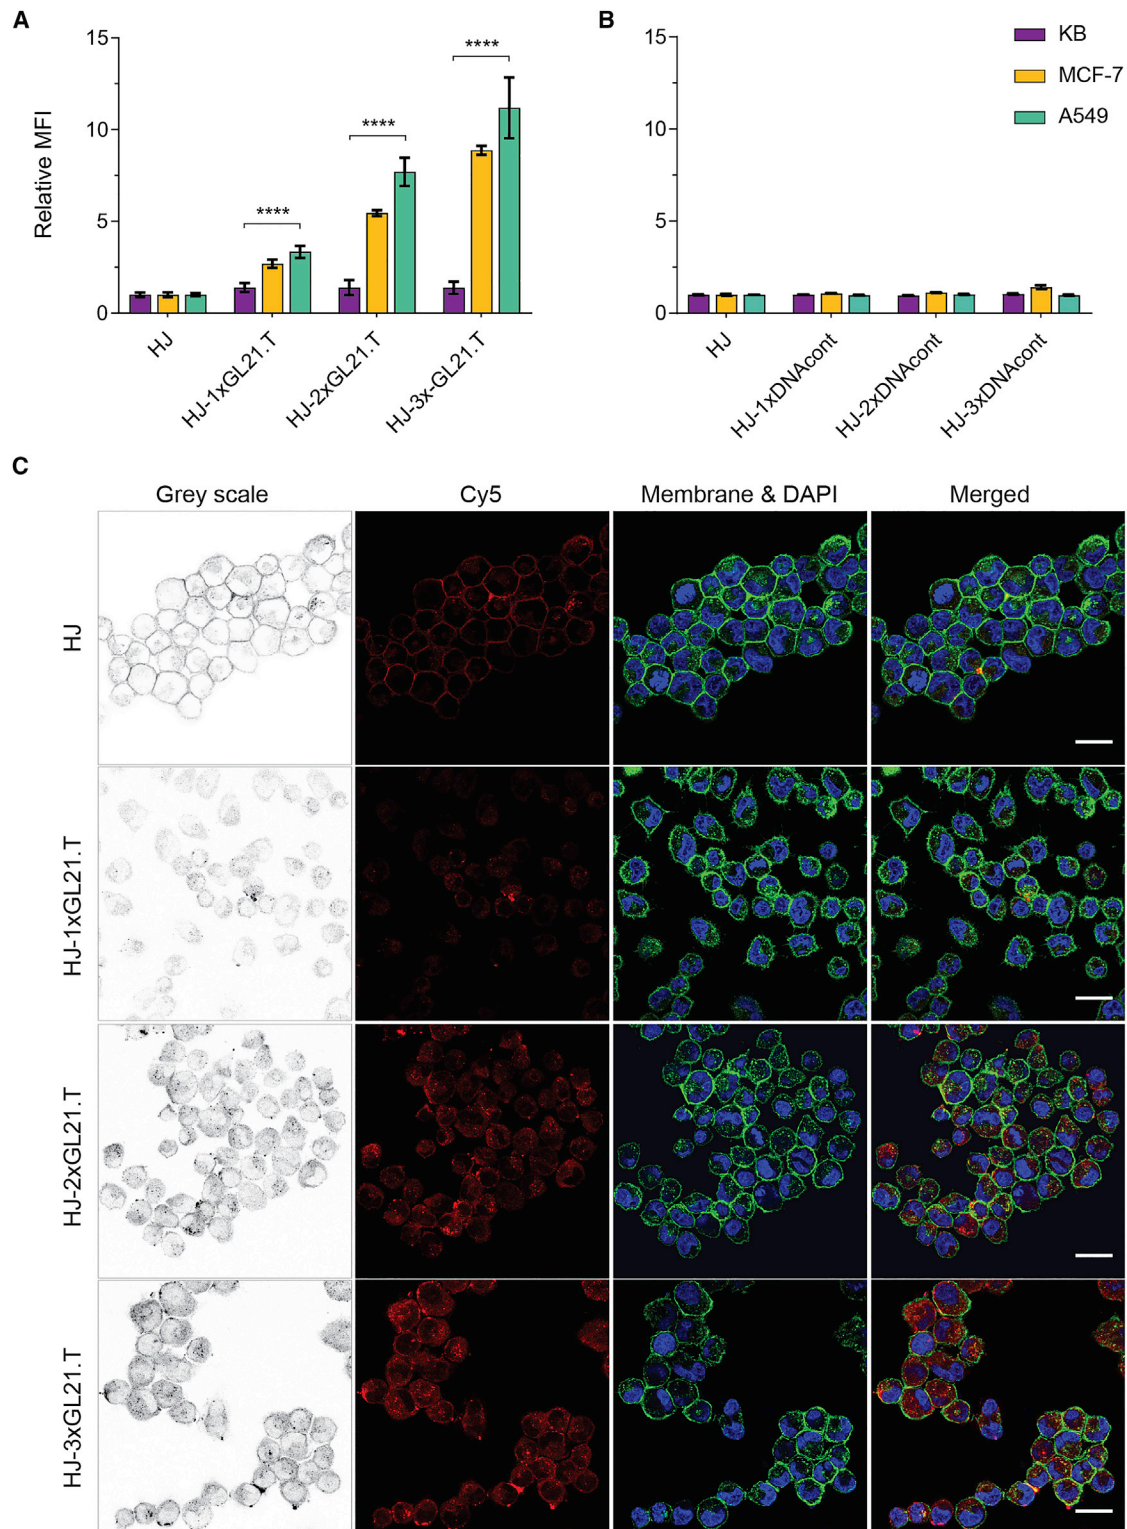 A
B
15
10
5
0
Relative MFI
****
****
****
HJ
HJ-1xGL21.T
HJ-2xGL21.T
HJ-3x-GL21.T
15
10
5
0
KB
MCF-7
A549
HJ
HJ-1xDNAcont
HJ-2xDNAcont
HJ-3xDNAcont
C
Grey scale
Cy5
Membrane & DAPI
Merged
HJ
HJ-1xGL21.T
HJ-2xGL21.T
HJ-3xGL21.T